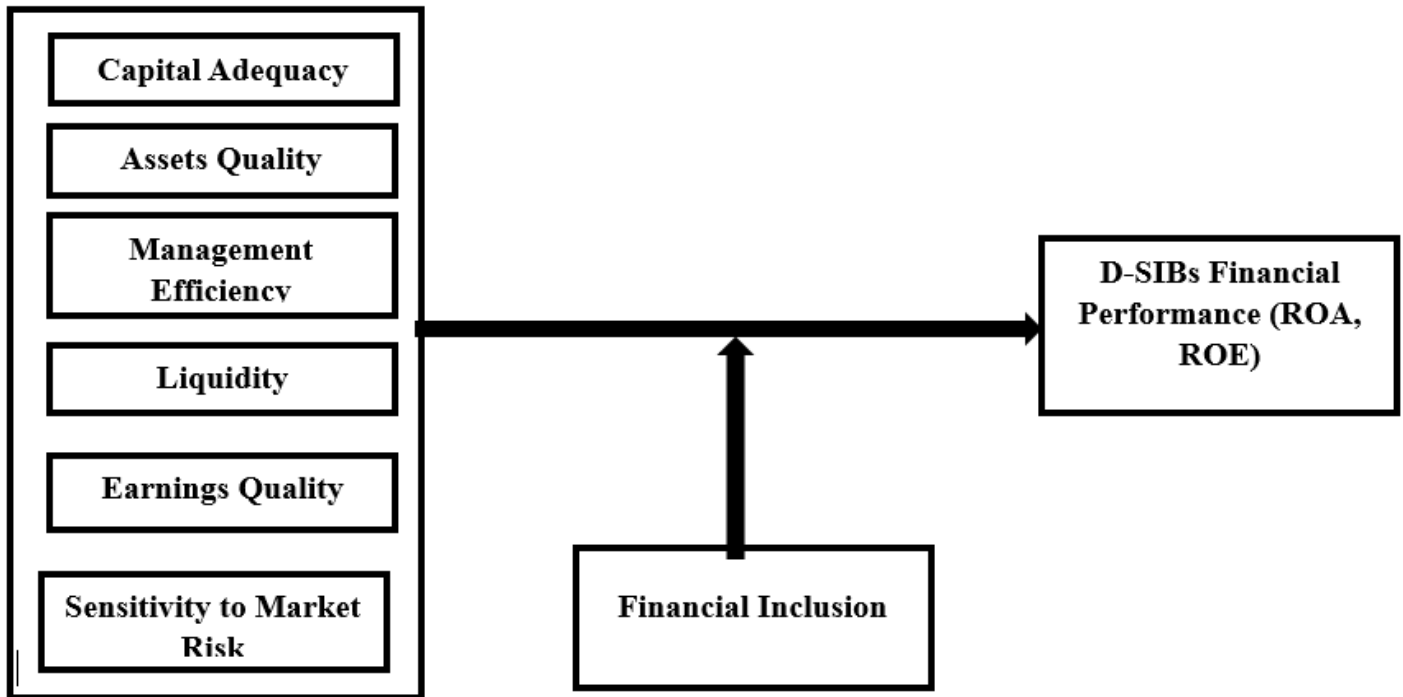 Capital Adequacy
Assets Quality
Management
Efficiency
Liquidity
Earnings Quality
Sensitivity to Market
Risk
D-SIBs Financial
Performance (ROA,
ROE)
Financial Inclusion